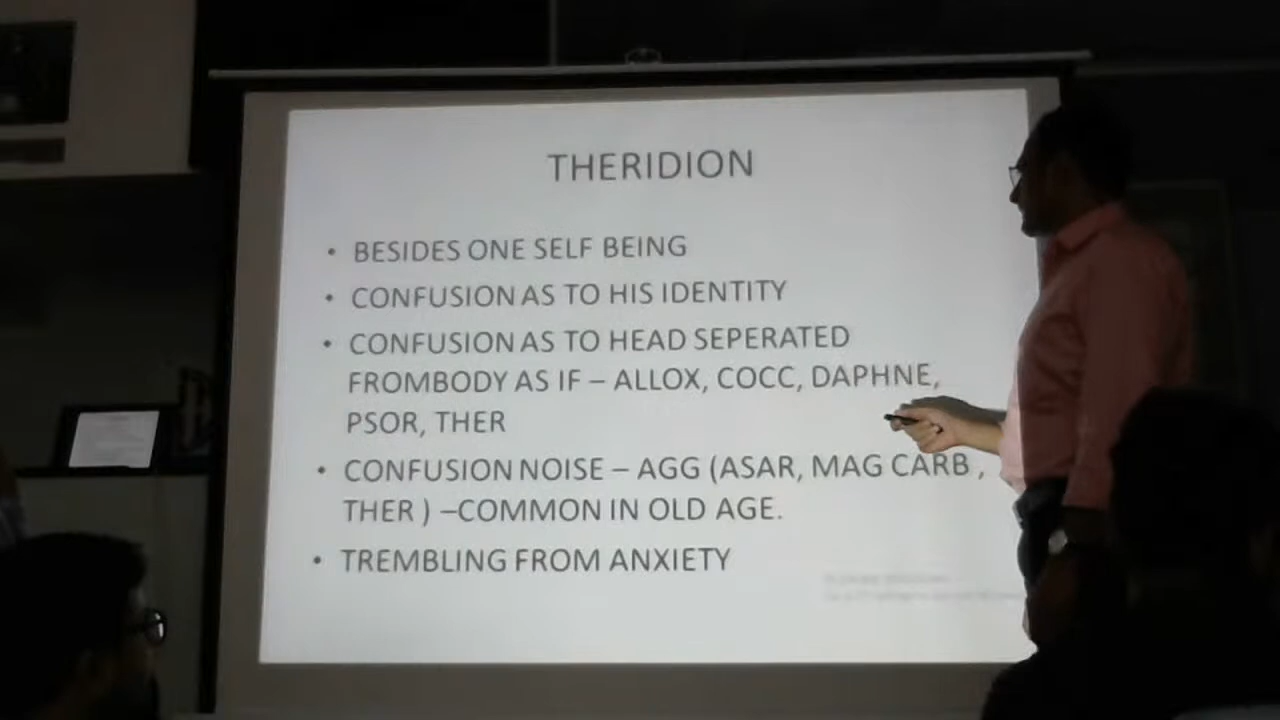 THERIDION
• BESIDES ONE SELF BEING
• CONFUSION AS TO HIS IDENTITY
• CONFUSION AS TO HEAD SEPERATED
FROMBODY AS IF – ALLOX, COCC, DAPHNE,
PSOR, THER
• CONFUSION NOISE – AGG (ASAR, MAG CARB ,
THER ) –COMMON IN OLD AGE.
• TREMBLING FROM ANXIETY